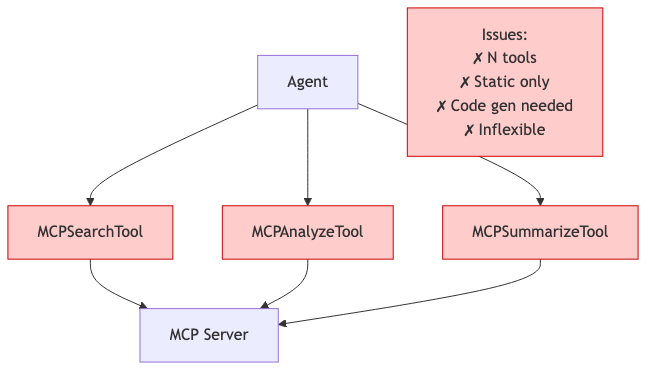 Issues:
✗ N tools
✗ Static only
✗ Code gen needed
✗ Inflexible
Agent
MCPSearchTool
MCPAnalyzeTool
MCPSummarizeTool
MCP Server